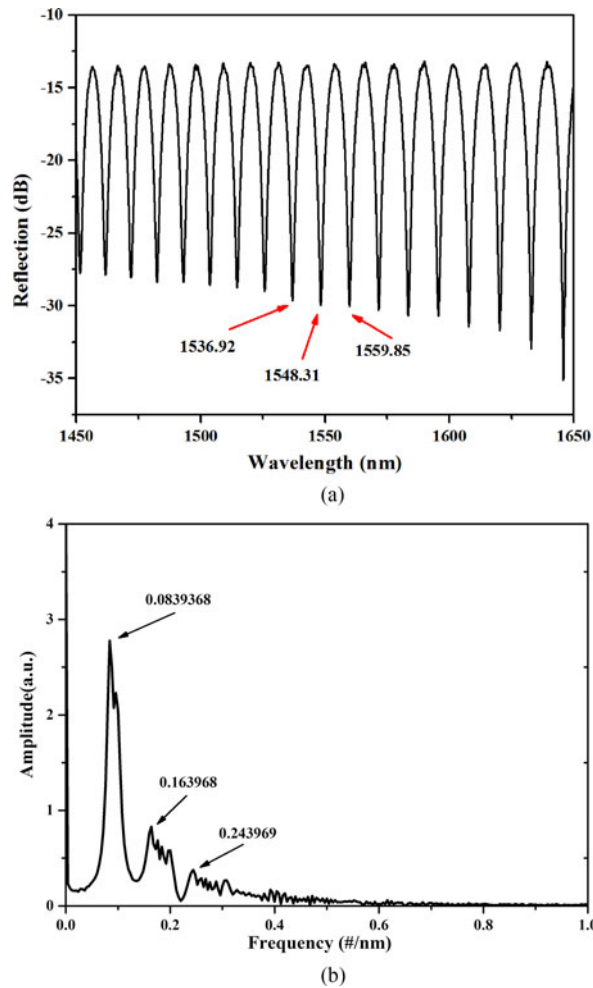 -10
-15
-20
-25
-30
-35
Reflection (dB)
1536.92
1559.85
1548.31
1450 1500 1550 1600 1650
Wavelength (nm)
(a)
4
3
2
1
0
Amplitude(a.u.)
0.0839368
0.163968
0.243969
0.0 0.2 0.4 0.6 0.8 1.0
Frequency (#/nm)
(b)